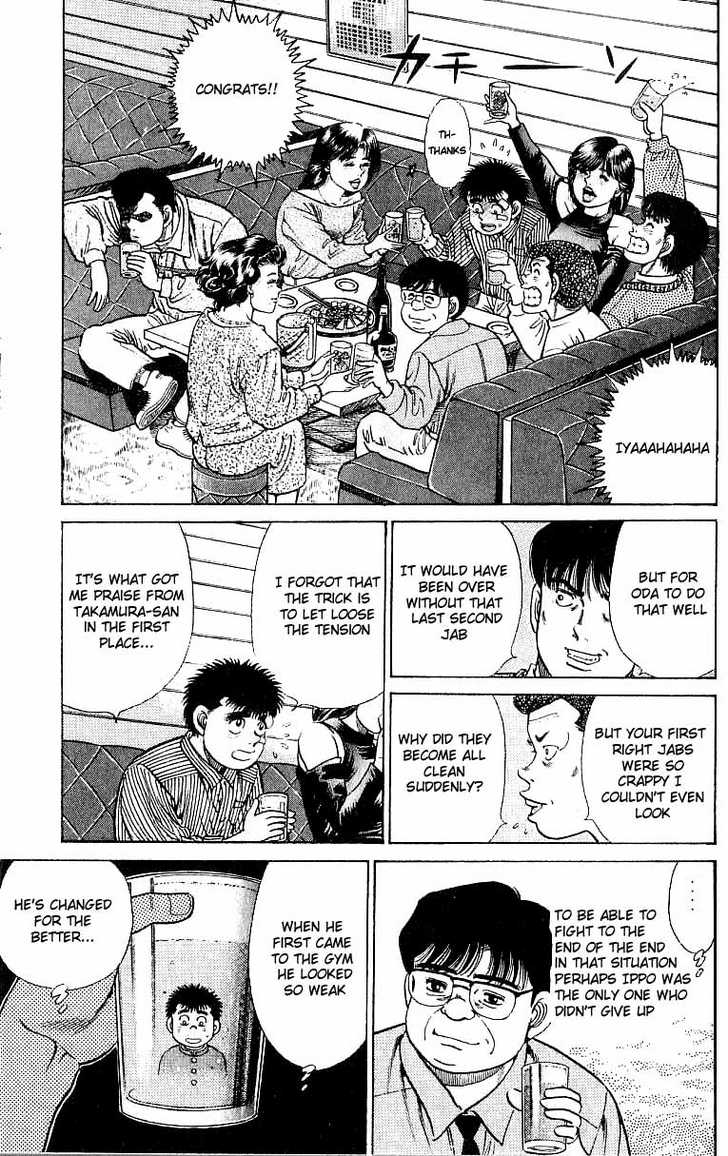 CONGRATS!!
カチーン
TH-
THANKS
IYAAAHAHAHA
BUT FOR
ODA TO DO
THAT WELL
IT WOULD HAVE
BEEN OVER
WITHOUT THAT
LAST SECOND
JAB
I FORGOT THAT
THE TRICK IS
TO LET LOOSE
THE TENSION
IT'S WHAT GOT
ME PRAISE FROM
TAKAMURA-SAN
IN THE FIRST
PLACE...
BUT YOUR FIRST
RIGHT JABS
WERE SO
CRAPPY I
COULDN'T EVEN
LOOK
WHY DID THEY
BECOME ALL
CLEAN
SUDDENLY?
....
TO BE ABLE TO
FIGHT TO THE
END OF THE END
IN THAT SITUATION
PERHAPS IPPO WAS
THE ONLY ONE WHO
DIDN'T GIVE UP
WHEN HE
FIRST CAME
TO THE GYM
HE LOOKED
SO WEAK
HE'S CHANGED
FOR THE
BETTER...